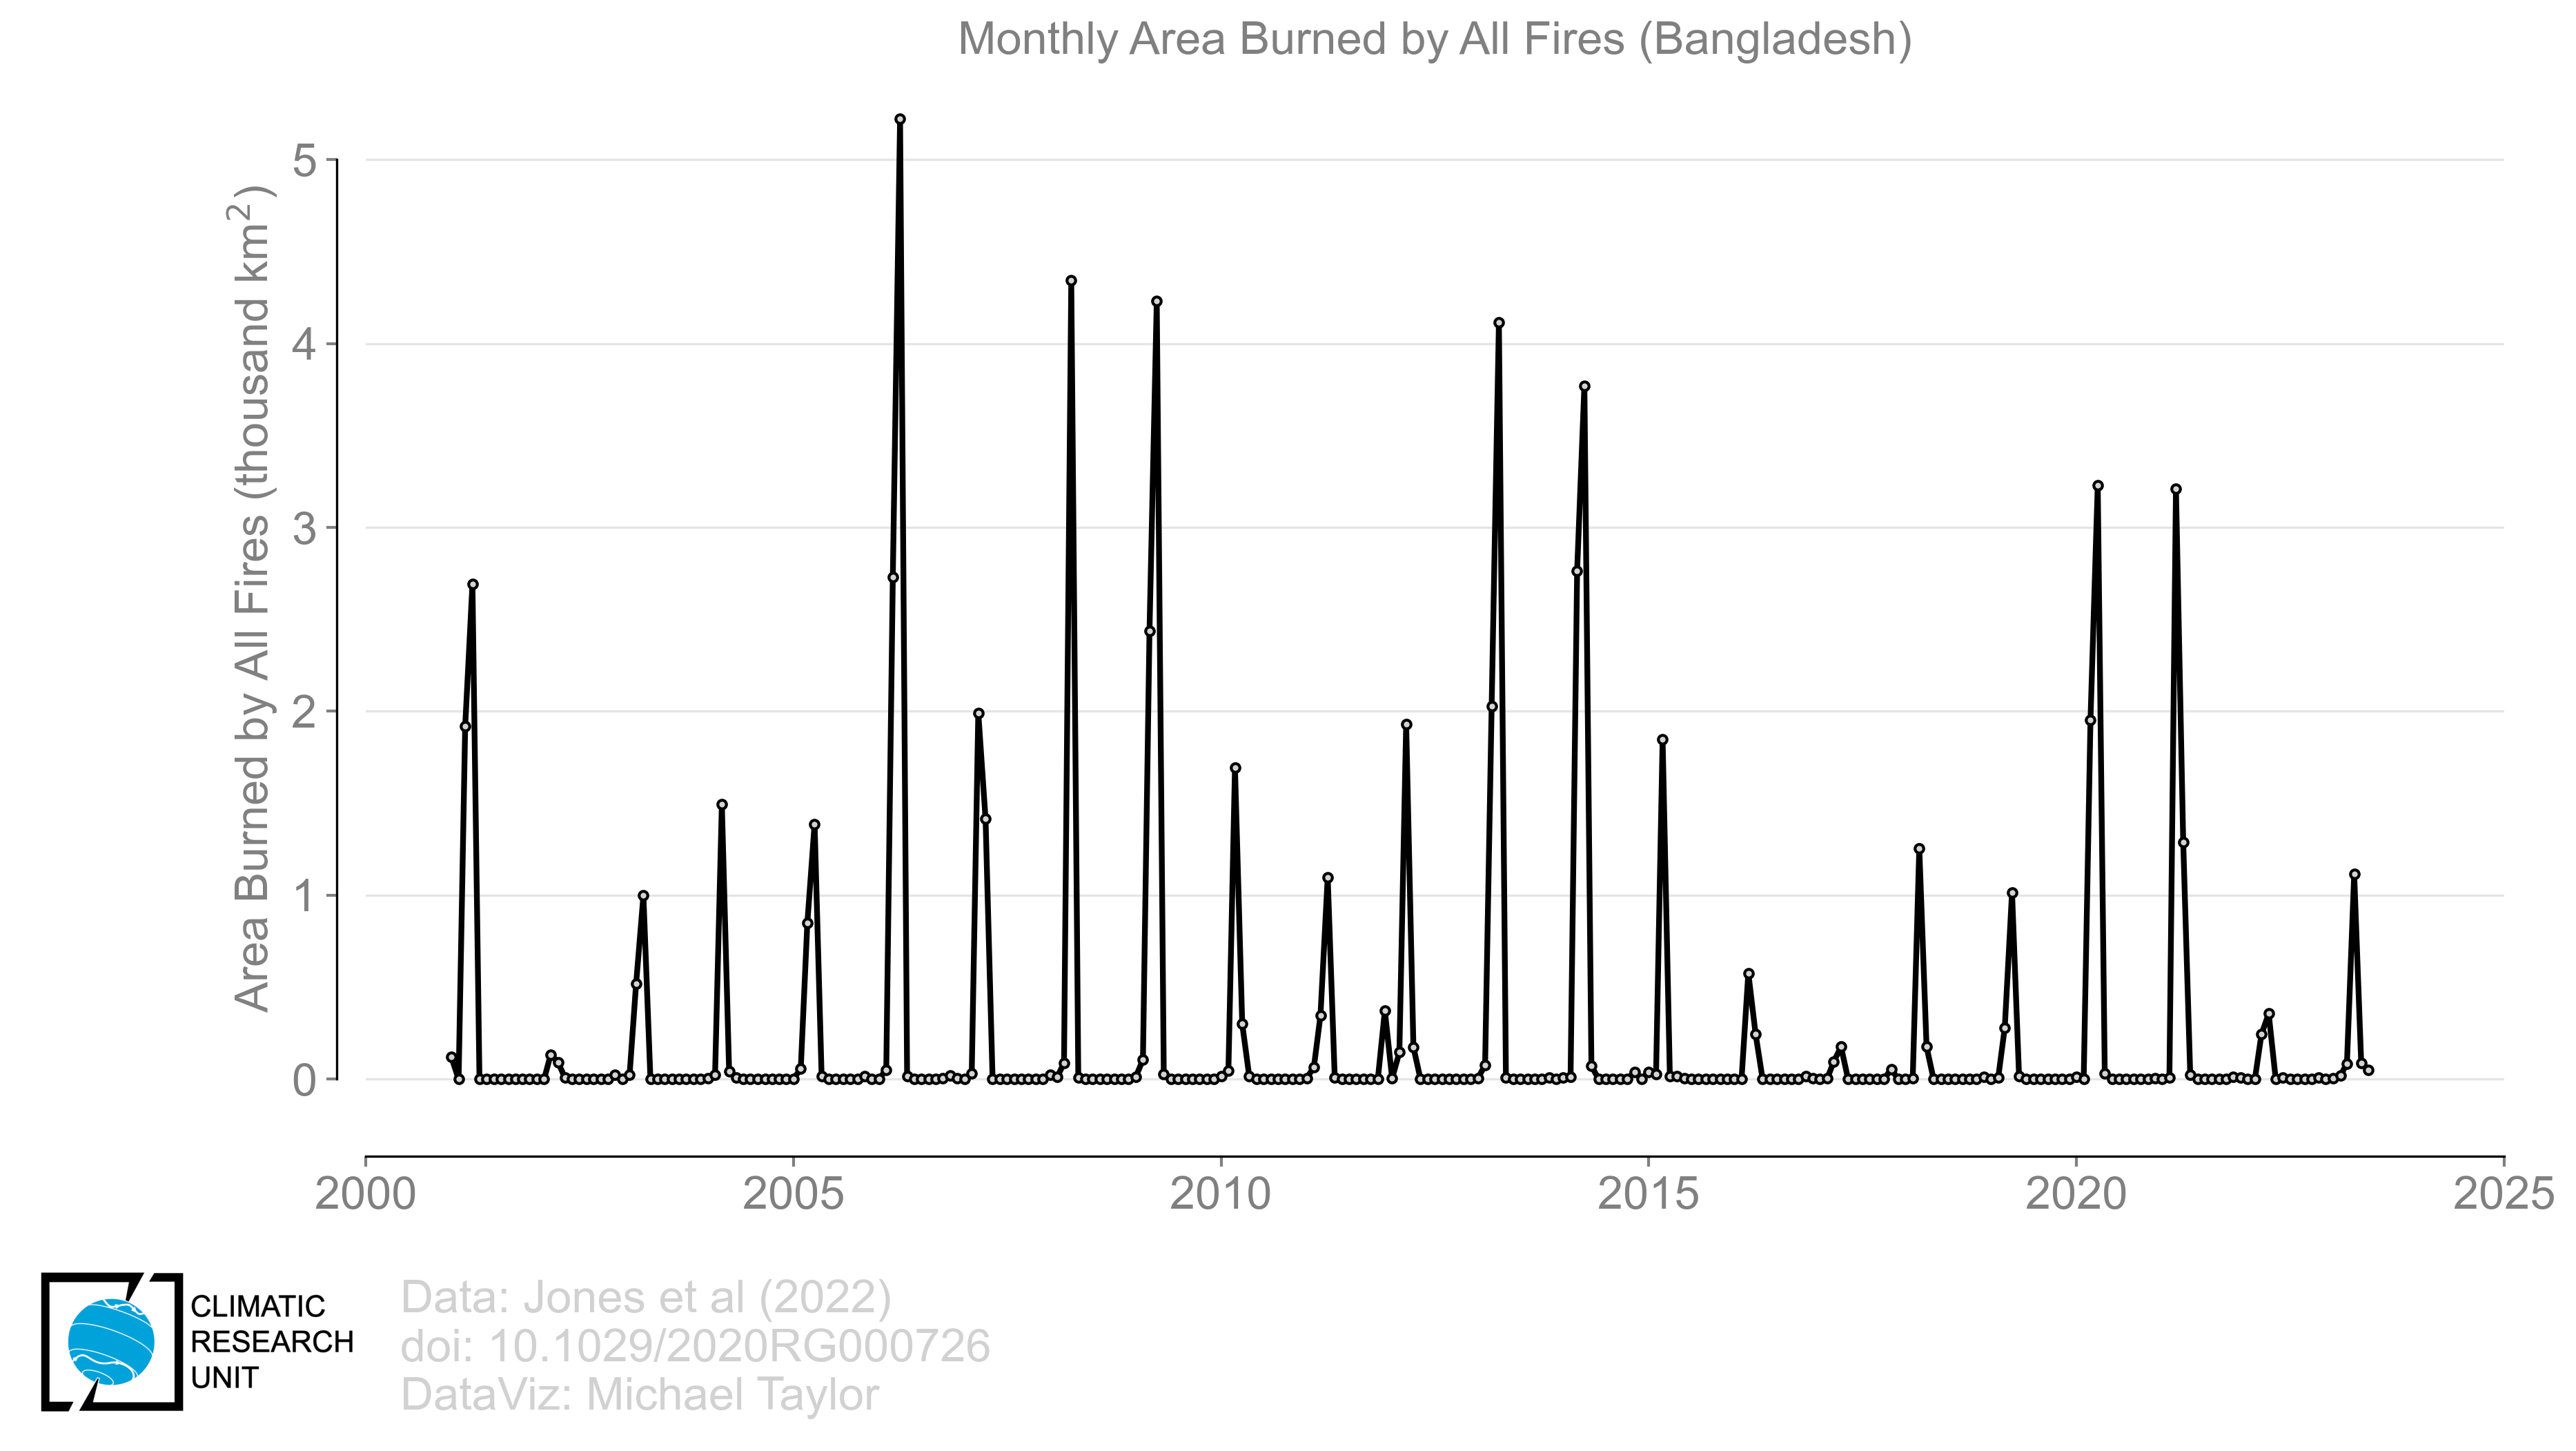 Monthly Area Burned by All Fires (Bangladesh)
Area Burned by All Fires (thousand km²)
5
4
3
2
1
0
2000
2005
2010
2015
2020
2025
CLIMATIC
RESEARCH
UNIT
Data: Jones et al (2022)
doi: 10.1029/2020RG000726
DataViz: Michael Taylor